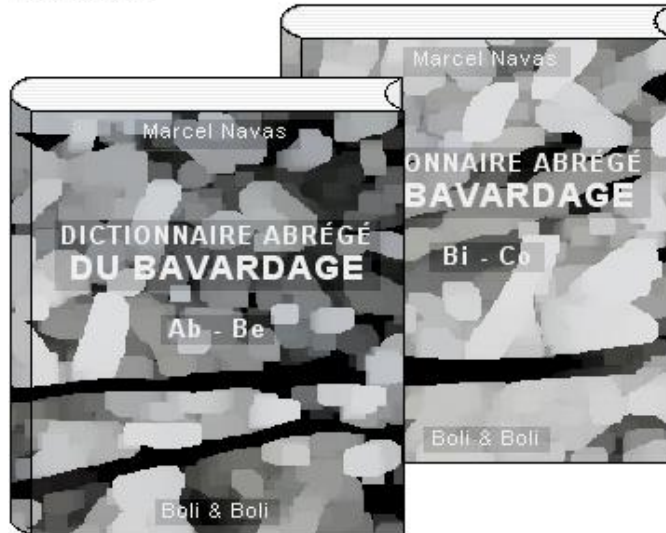 Marcel Navas
DICTIONNAIRE ABRÉGÉ
DU BAVARDAGE
Ab - Be
Boli & Boli
Marcel Navas
ONNAIRE ABRÉGÉ
BAVARDAGE
Bi - Co
Boli & Boli